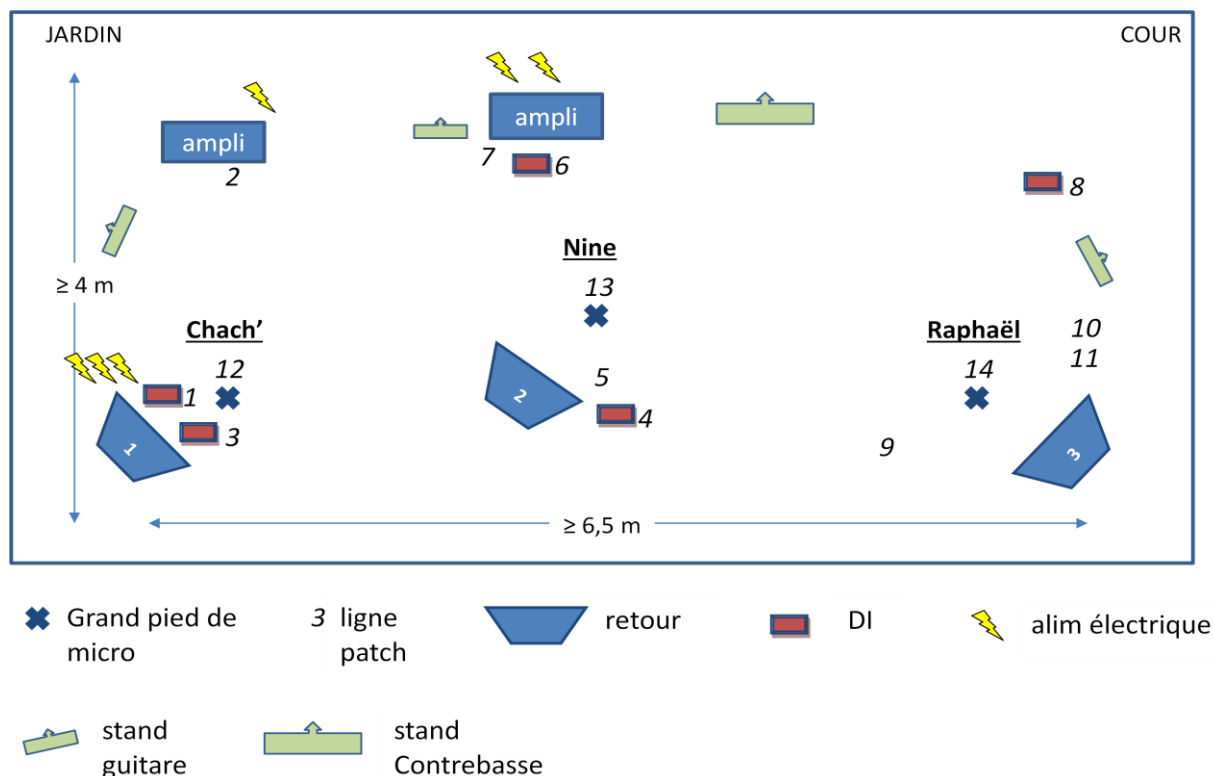 JARDIN
COUR
ampli
ampli
2
7
6
8
Nine
≥ 4 m
13
Chach’
Raphaël
10
12
14
11
5
1
2
4
3
1
9
3
≥ 6,5 m
Grand pied de
micro
3 ligne
patch
retour
DI
alim électrique
stand
guitare
stand
Contrebasse